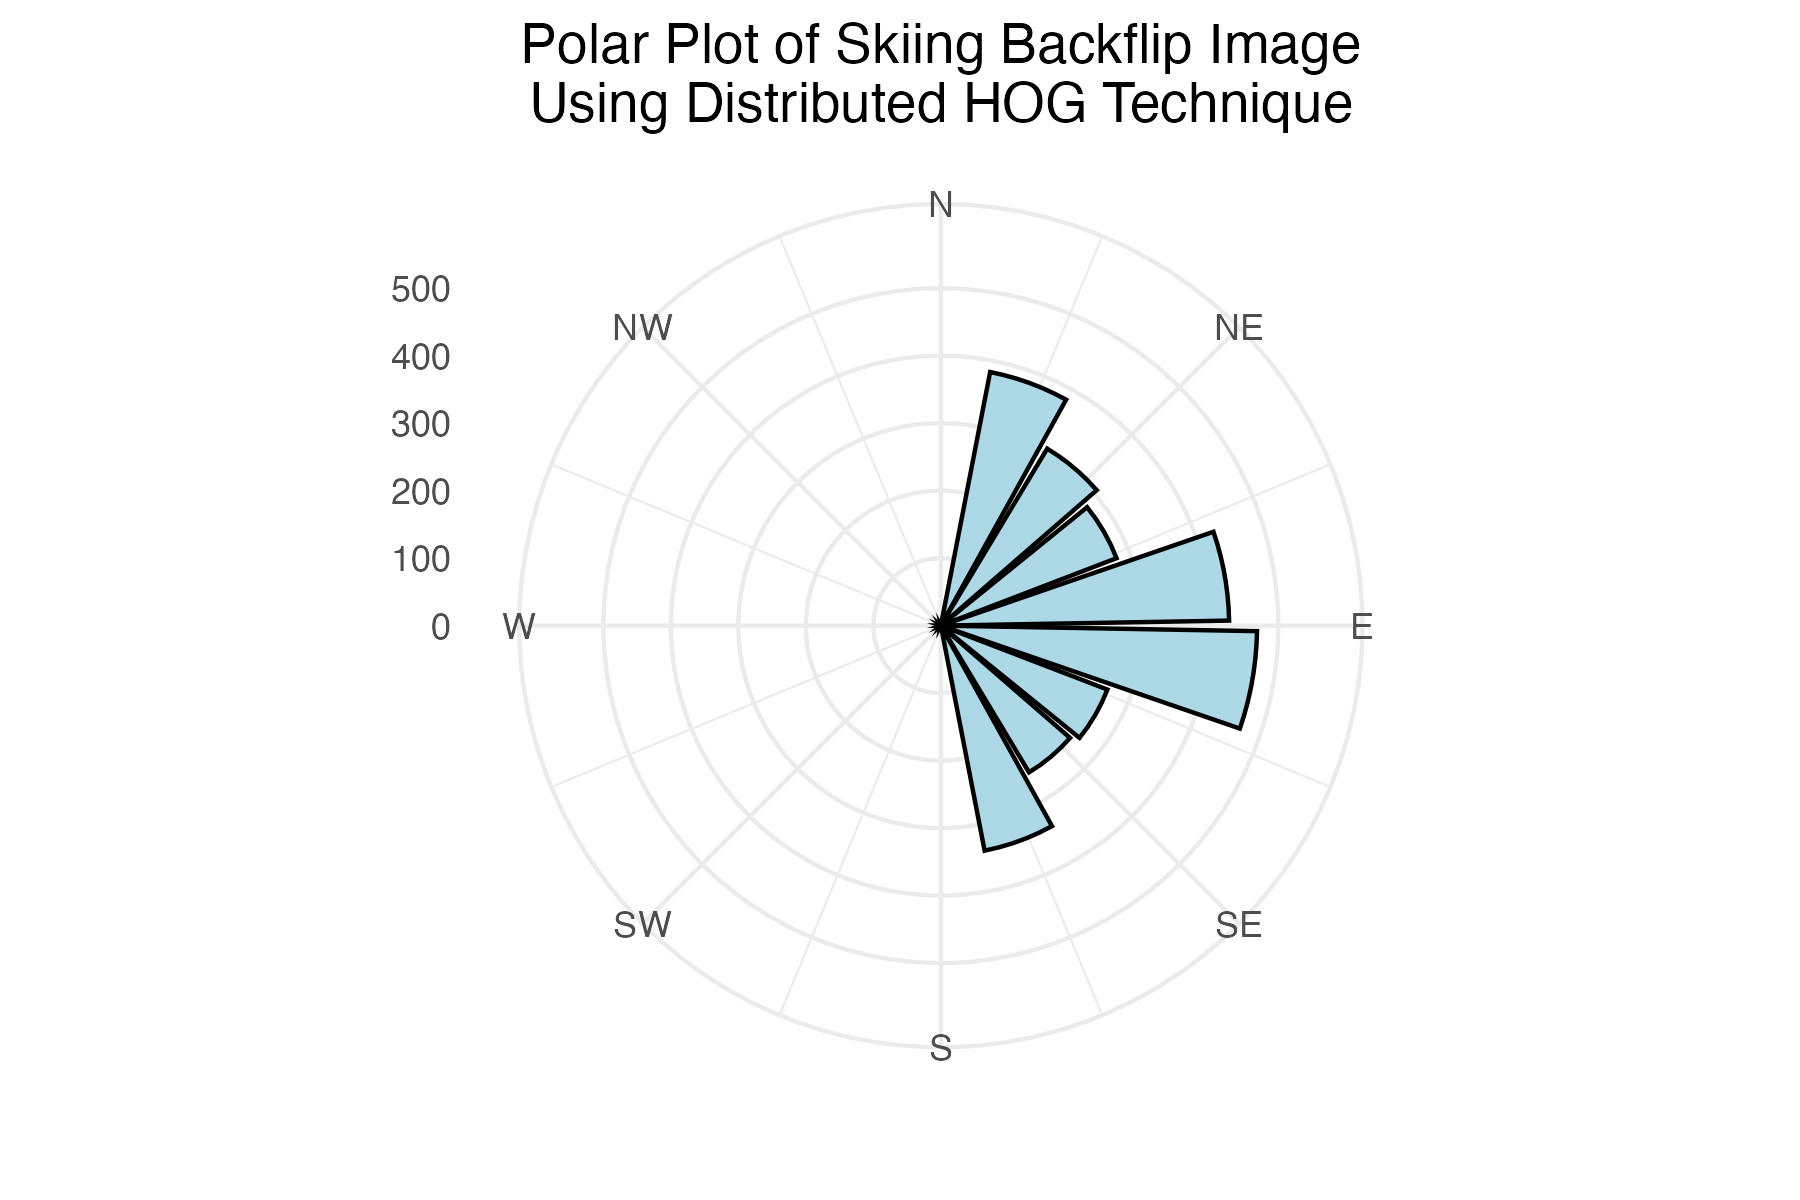 Polar Plot of Skiing Backflip Image
Using Distributed HOG Technique
N
500
NW
NE
400
300
200
100
0
W
E
SW
SE
S